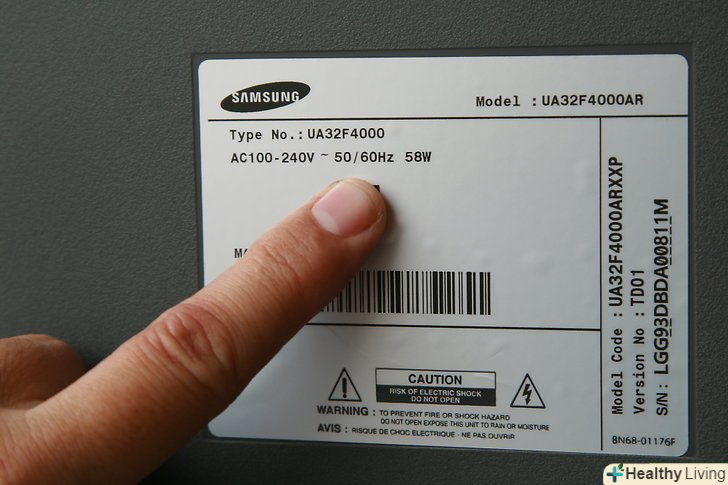 SAMSUNG
Model : UA32F4000AR
Type No.: UA32F4000
AC100-240V ~ 50/60Hz 58W
CAUTION
RISK OF ELECTRIC SHOCK
DO NOT OPEN
WARNING : TO PREVENT FIRE OR SHOCK HAZARD
DO NOT OPEN EXPOSE UNIT TO RAIN OR MOISTURE
AVIS : RISQUE DE CHOC ELECTRIQUE - NE PAS OUVRIR
Model Code : UA32F4000ARXXP
Version No : TD01
S/N : LGG93DBDA00811M
BN68-01176F
Healthy Living